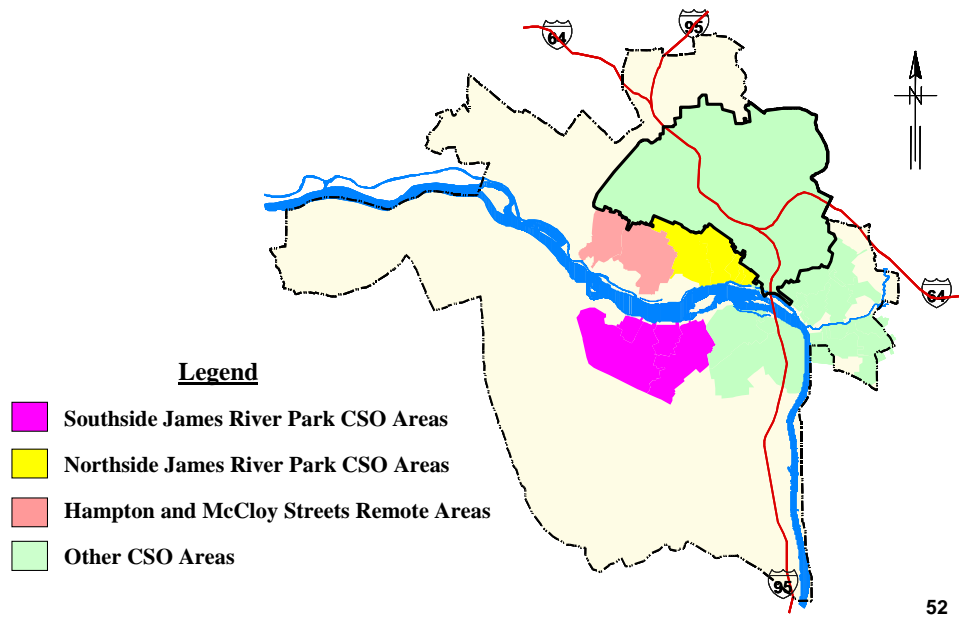 95
64
N
64
Legend
Southside James River Park CSO Areas
Northside James River Park CSO Areas
Hampton and McCloy Streets Remote Areas
Other CSO Areas
95
52